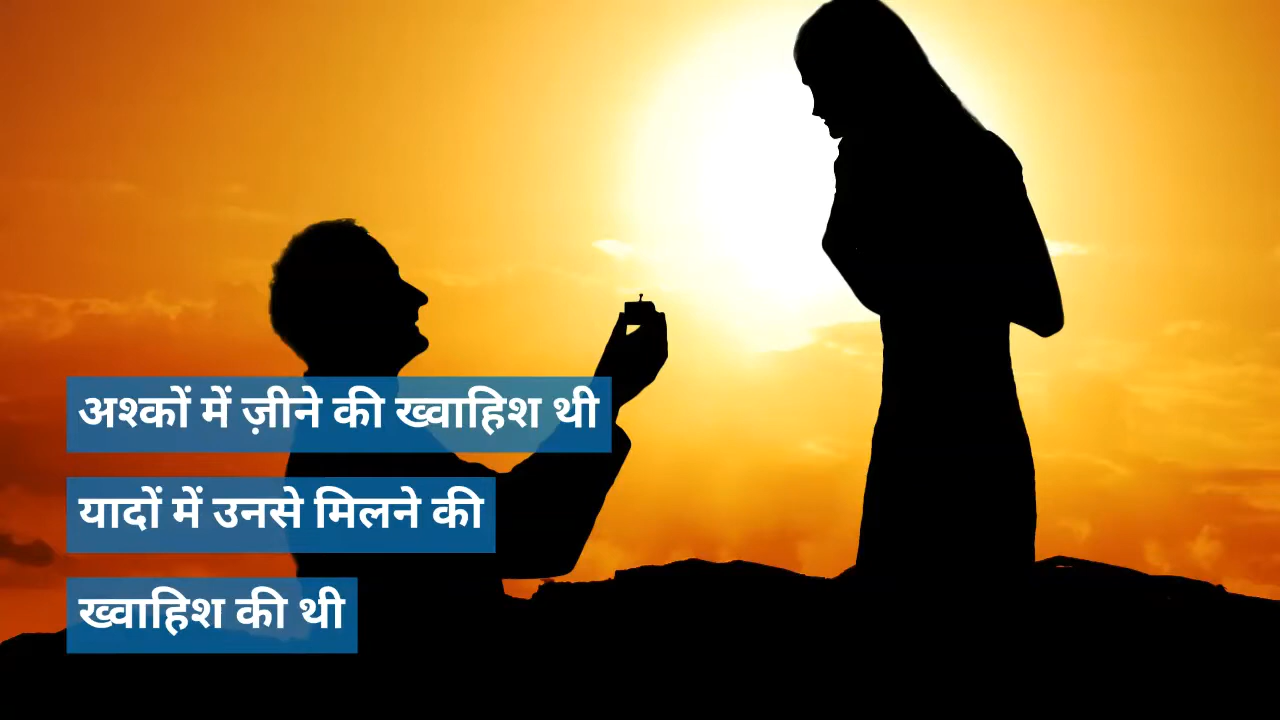 अश्कों में ज़ीने की ख्वाहिश थी
यादों में उनसे मिलने की
ख्वाहिश की थी